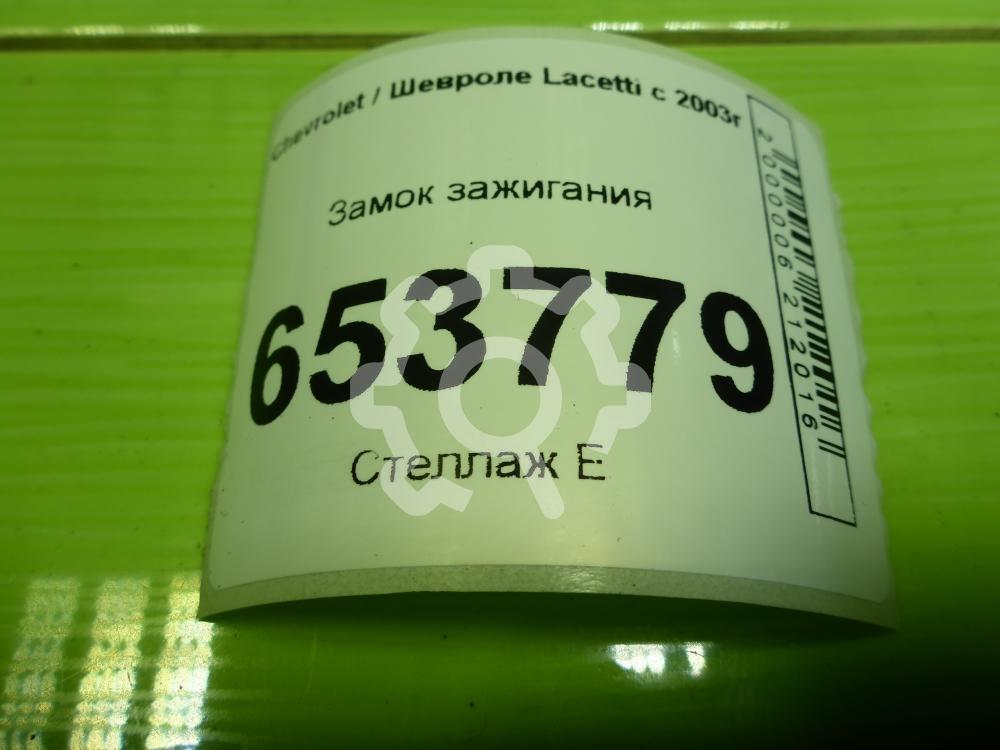 Chevrolet / Шевроле Lacetti с 2003г
Замок зажигания
653779
Стеллаж Е
2000006212016